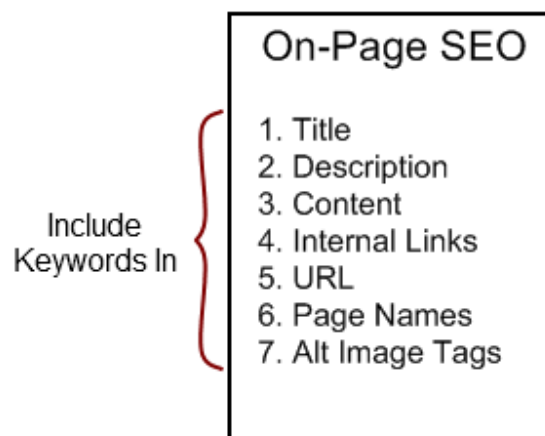 On-Page SEO
Include
Keywords In
1. Title
2. Description
3. Content
4. Internal Links
5. URL
6. Page Names
7. Alt Image Tags